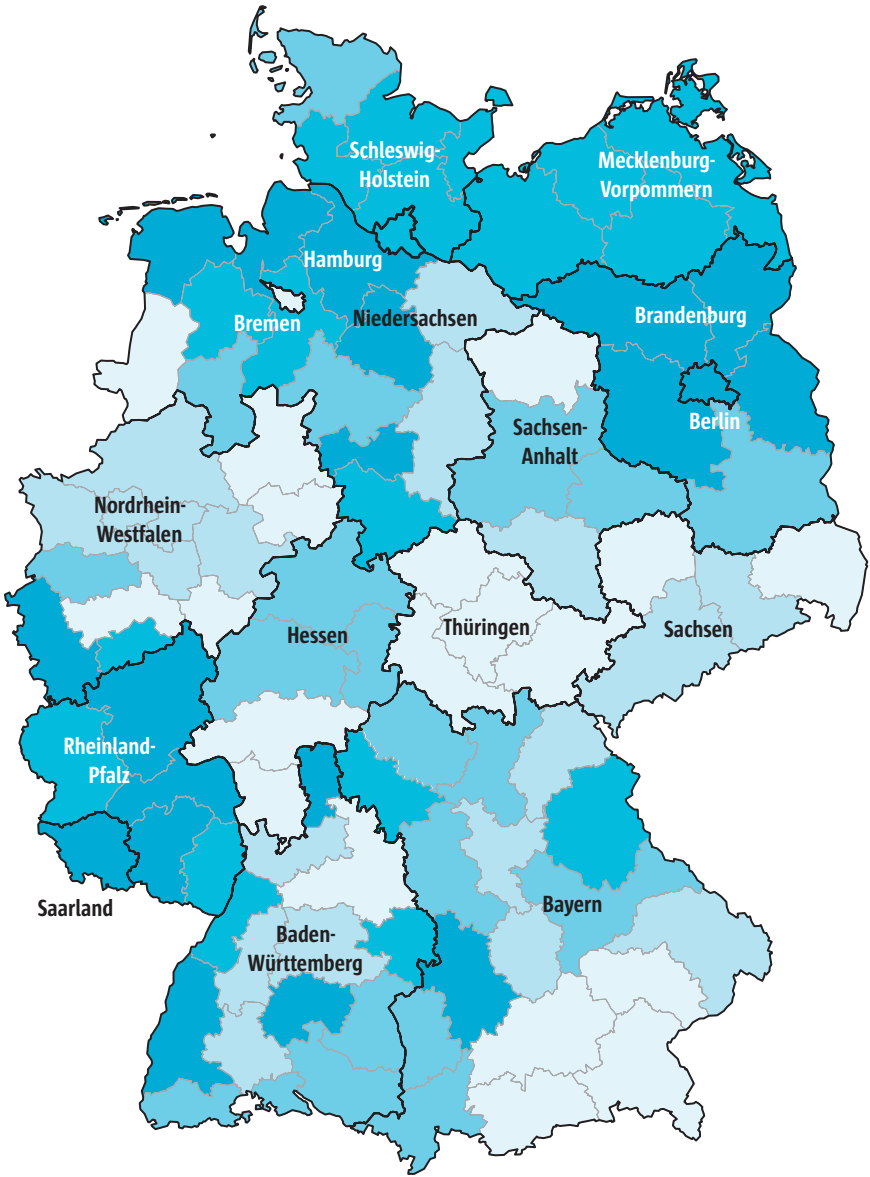 Schleswig-
Holstein
Mecklenburg-
Vorpommern
Hamburg
Bremen
Niedersachsen
Brandenburg
Berlin
Sachsen-
Anhalt
Nordrhein-
Westfalen
Hessen
Thüringen
Sachsen
Rheinland-
Pfalz
Saarland
Bayern
Baden-
Württemberg